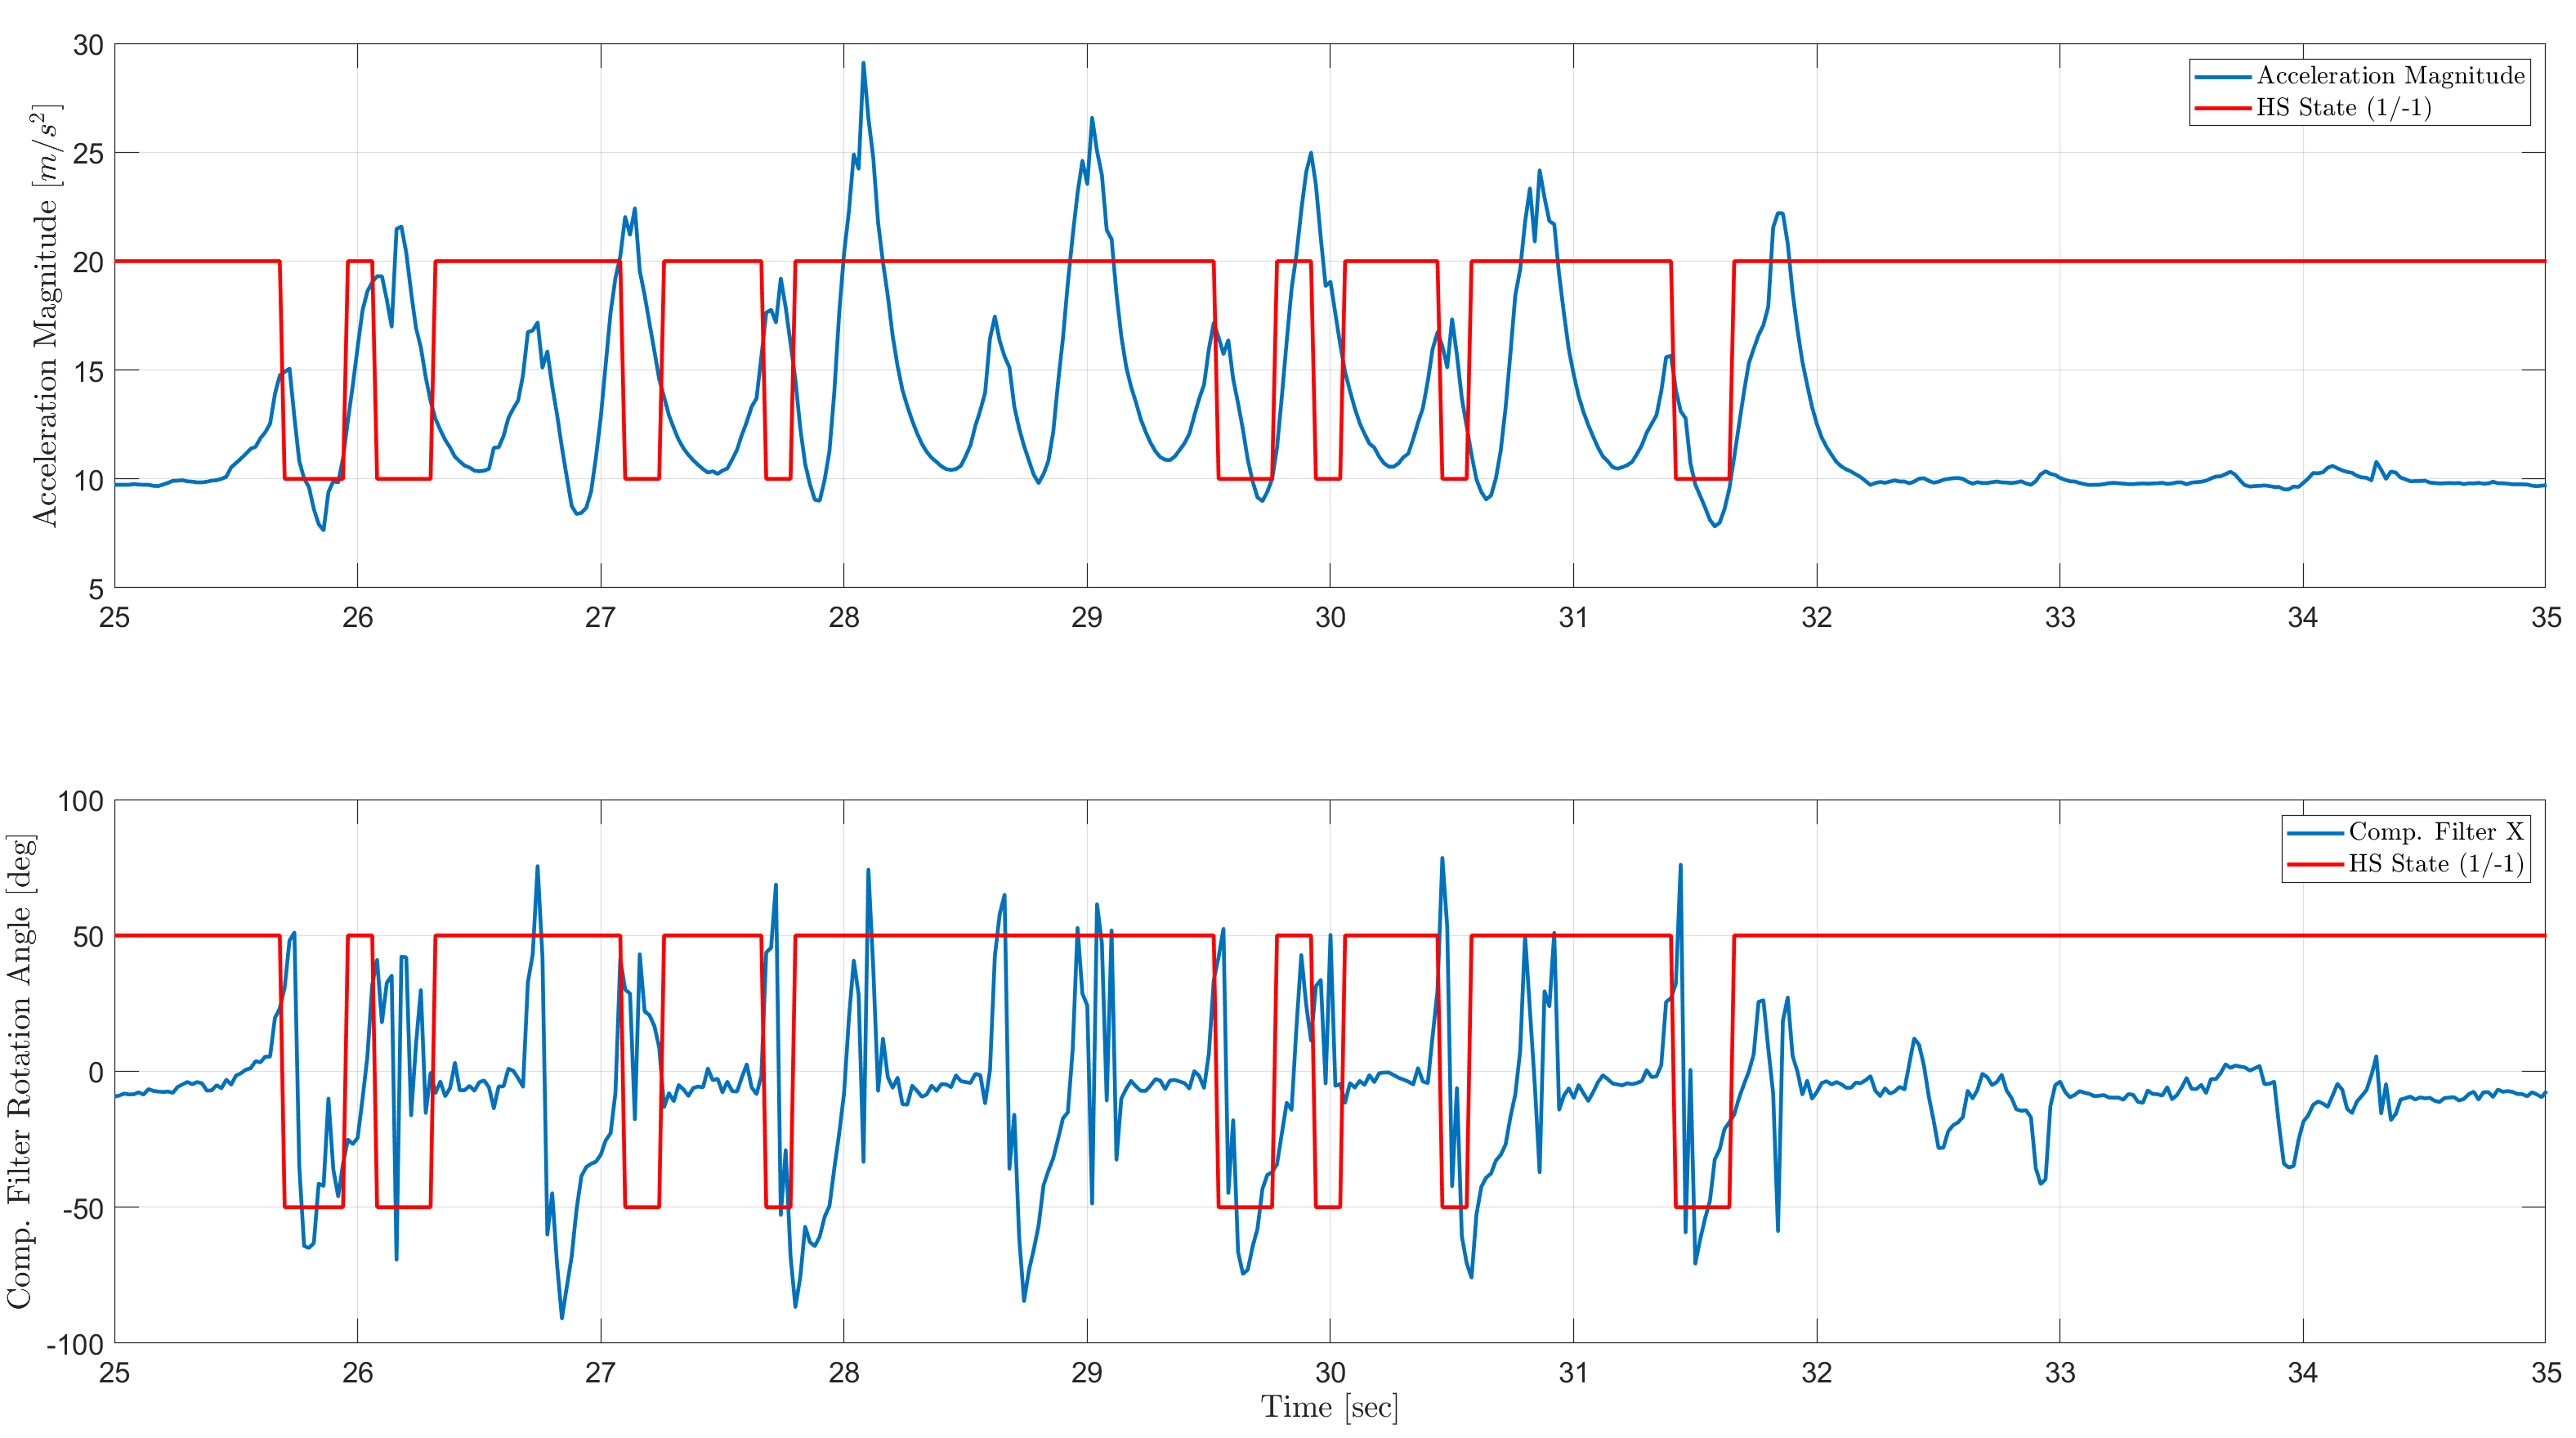 Acceleration Magnitude [m/s²]
30
25
20
15
10
5
Acceleration Magnitude
HS State (1/-1)
25 26 27 28 29 30 31 32 33 34 35
Comp. Filter Rotation Angle [deg]
100
50
0
-50
-100
Comp. Filter X
HS State (1/-1)
25 26 27 28 29 30 31 32 33 34 35
Time [sec]